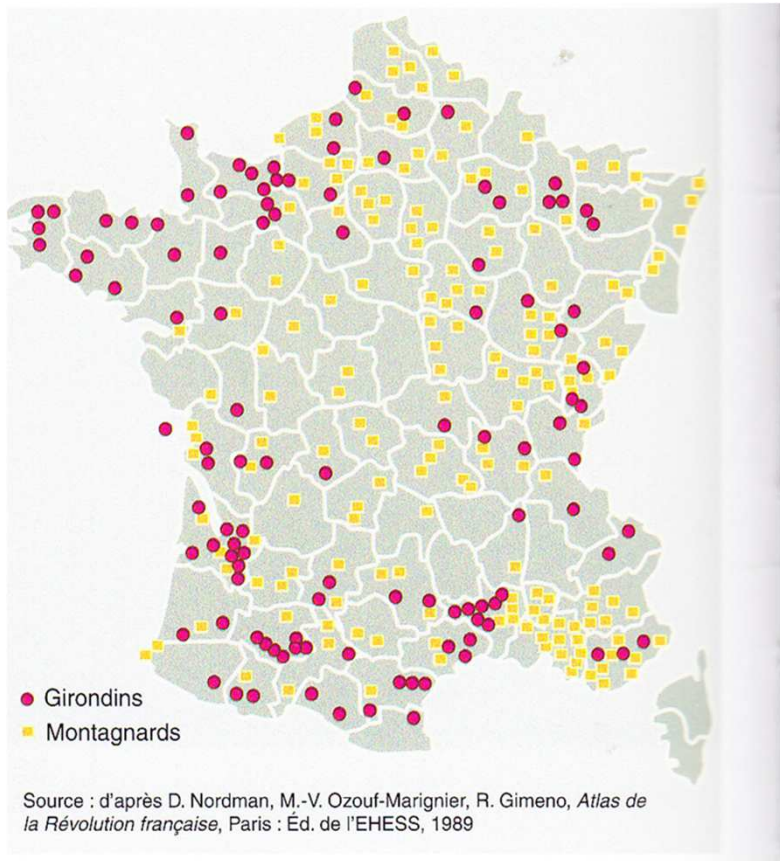 Girondins
Montagnards
Source : d'après D. Nordman, M.-V. Ozouf-Marignier, R. Gimeno, Atlas de
la Révolution française, Paris : Éd. de l'EHESS, 1989